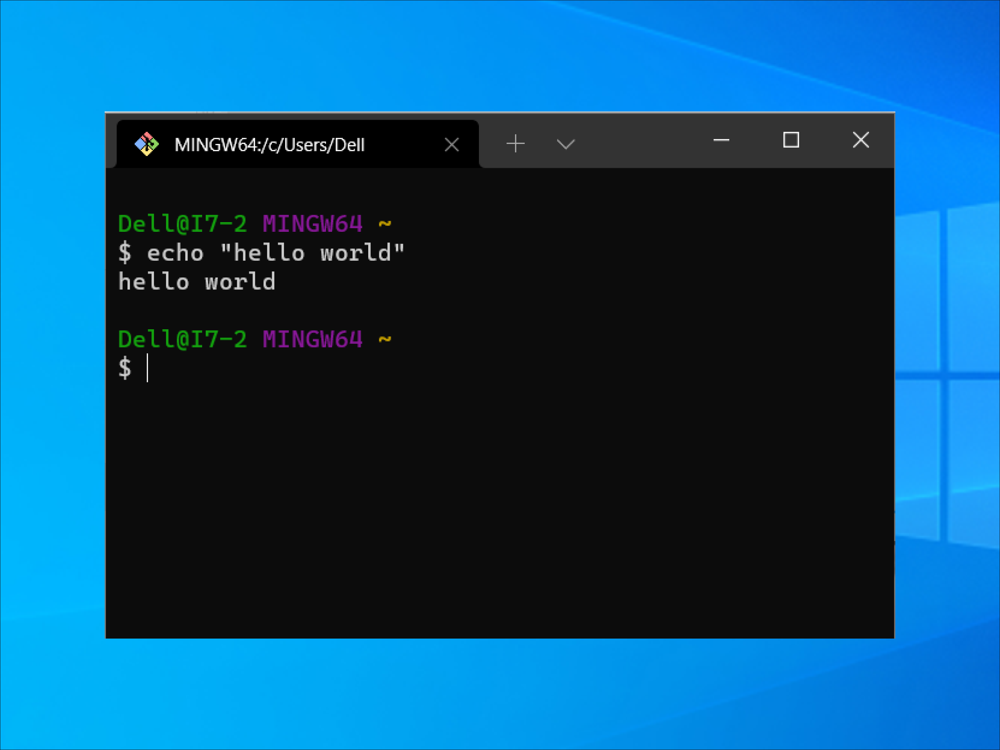 MINGW64:/c/Users/Dell
Dell@I7-2 MINGW64 ~
$ echo "hello world"
hello world
Dell@I7-2 MINGW64 ~
$